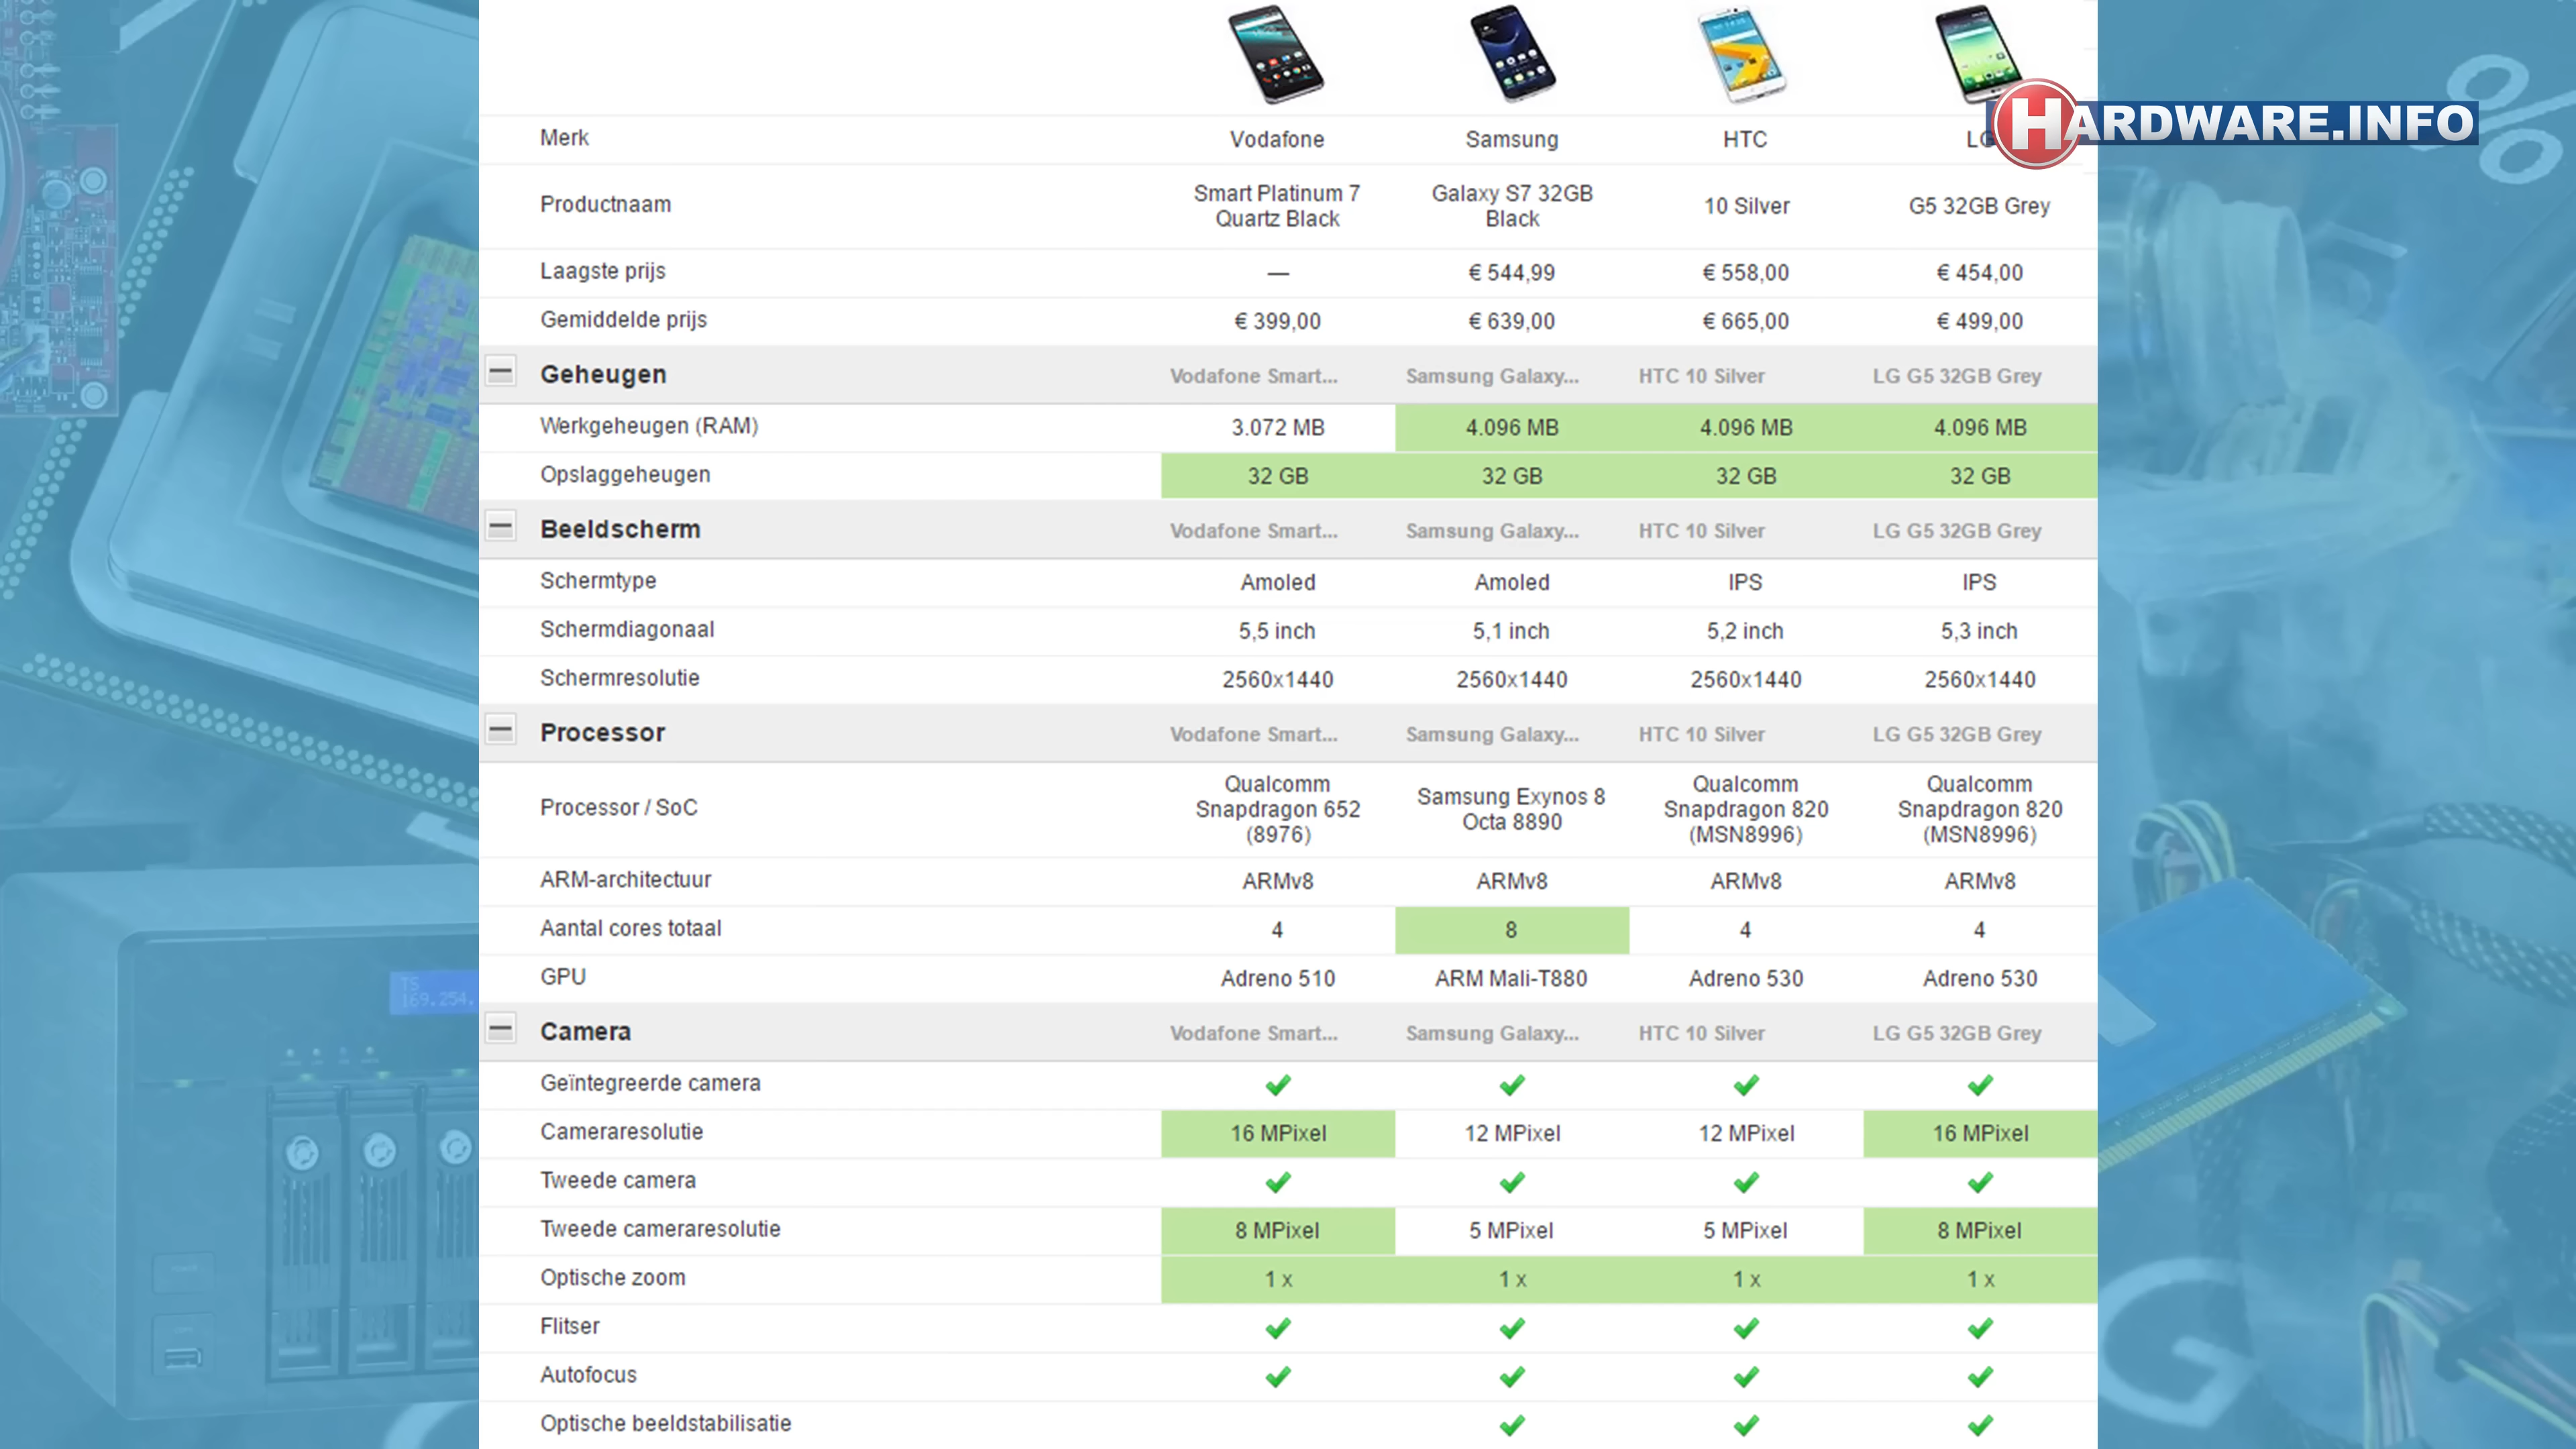 HARDWARE.INFO
Merk Vodafone Samsung HTC LG
Productnaam Smart Platinum 7 Quartz Black Galaxy S7 32GB Black 10 Silver G5 32GB Grey
Laagste prijs — € 544,99 € 558,00 € 454,00
Gemiddelde prijs € 399,00 € 639,00 € 665,00 € 499,00
Geheugen Vodafone Smart... Samsung Galaxy... HTC 10 Silver LG G5 32GB Grey
Werkgeheugen (RAM) 3.072 MB 4.096 MB 4.096 MB 4.096 MB
Opslaggeheugen 32 GB 32 GB 32 GB 32 GB
Beeldscherm Vodafone Smart... Samsung Galaxy... HTC 10 Silver LG G5 32GB Grey
Schermtype Amoled Amoled IPS IPS
Schermdiagonaal 5,5 inch 5,1 inch 5,2 inch 5,3 inch
Schermresolutie 2560x1440 2560x1440 2560x1440 2560x1440
Processor Vodafone Smart... Samsung Galaxy... HTC 10 Silver LG G5 32GB Grey
Processor / SoC Qualcomm Snapdragon 652 (8976) Samsung Exynos 8 Octa 8890 Qualcomm Snapdragon 820 (MSN8996) Qualcomm Snapdragon 820 (MSN8996)
ARM-architectuur ARMv8 ARMv8 ARMv8 ARMv8
Aantal cores totaal 4 8 4 4
GPU Adreno 510 ARM Mali-T880 Adreno 530 Adreno 530
Camera Vodafone Smart... Samsung Galaxy... HTC 10 Silver LG G5 32GB Grey
Geïntegreerde camera
Cameraresolutie 16 MPixel 12 MPixel 12 MPixel 16 MPixel
Tweede camera
Tweede cameraresolutie 8 MPixel 5 MPixel 5 MPixel 8 MPixel
Optische zoom 1 x 1 x 1 x 1 x
Flitser
Autofocus
Optische beeldstabilisatie
TS
169.254.
%
G